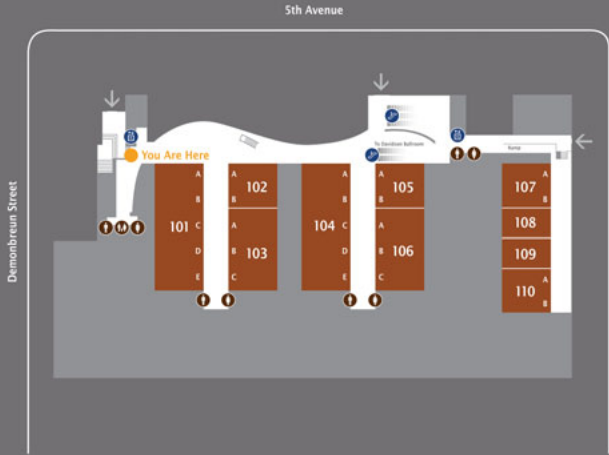 5th Avenue
Demonbreun Street
You Are Here
To Davidson Ballroom
Ramp
101
A
B
C
D
E
102
A
B
103
A
B
C
104
A
B
C
D
E
105
A
B
106
A
B
C
107
A
B
108
109
110
A
B